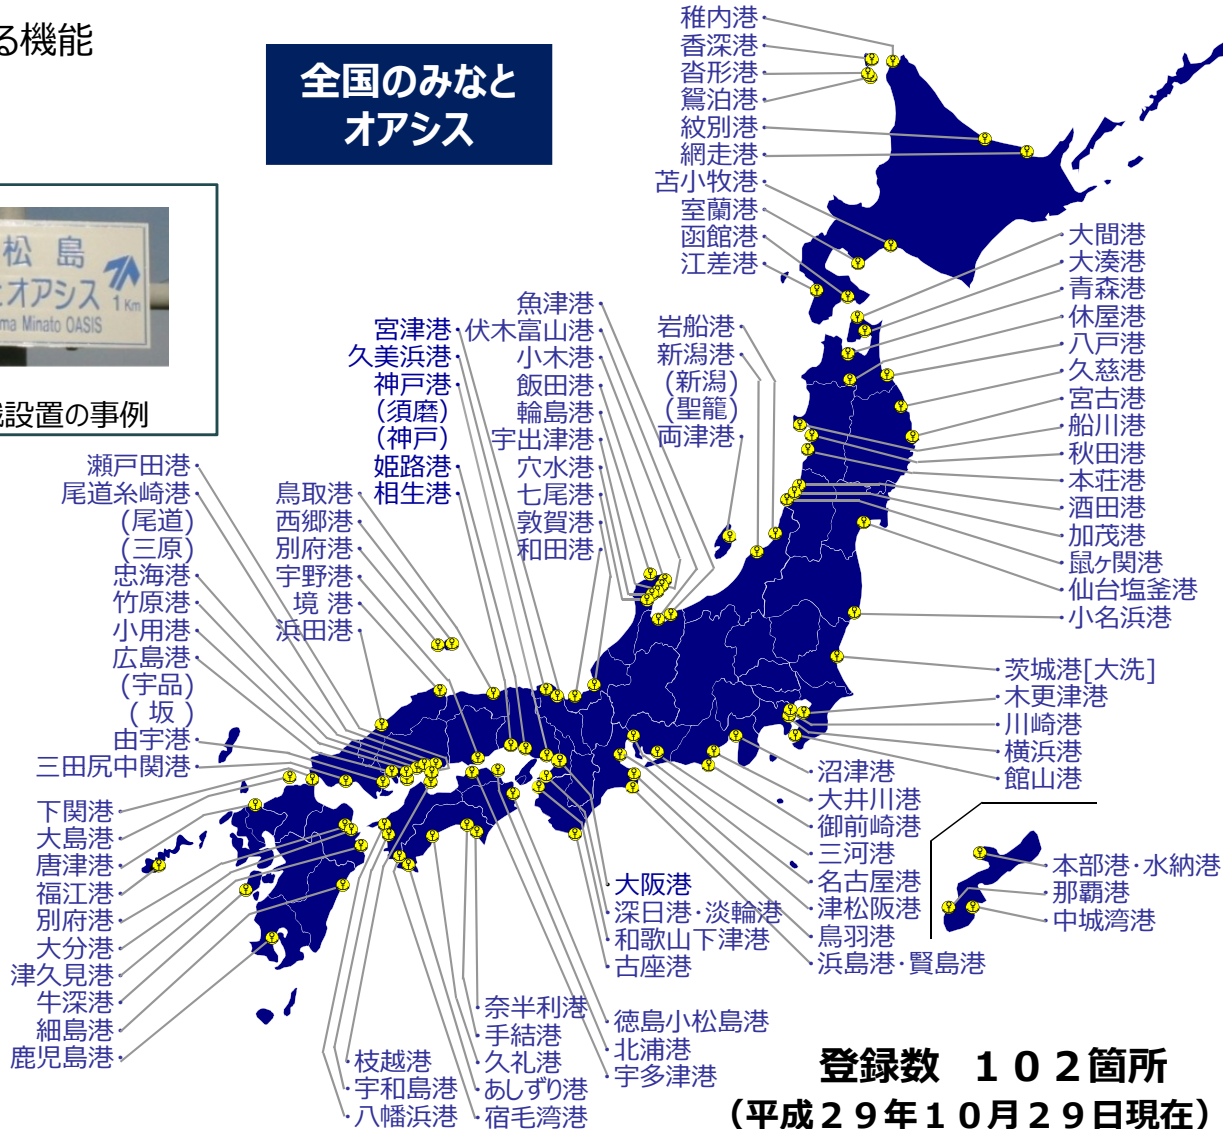 る機能
全国のみなと
オアシス
松 島
とオアシス
1 Km
ma Minato OASIS
設置の事例
稚内港
香深港
沓形港
鴛泊港
紋別港
網走港
苫小牧港
室蘭港
函館港
江差港
大間港
大湊港
青森港
休屋港
八戸港
久慈港
宮古港
船川港
秋田港
本荘港
酒田港
加茂港
鼠ヶ関港
仙台塩釜港
小名浜港
茨城港[大洗]
木更津港
川崎港
横浜港
館山港
岩船港
新潟港
(新潟)
(聖籠)
両津港
魚津港
伏木富山港
小木港
飯田港
輪島港
宇出津港
穴水港
七尾港
敦賀港
和田港
宮津港
久美浜港
神戸港
(須磨)
(神戸)
姫路港
相生港
鳥取港
西郷港
別府港
宇野港
境 港
浜田港
瀬戸田港
尾道糸崎港
(尾道)
(三原)
忠海港
竹原港
小用港
広島港
(宇品)
( 坂 )
由宇港
三田尻中関港
下関港
大島港
唐津港
福江港
別府港
大分港
津久見港
牛深港
細島港
鹿児島港
枝越港
宇和島港
八幡浜港
奈半利港
手結港
久礼港
あしずり港
宿毛湾港
徳島小松島港
北浦港
宇多津港
大阪港
深日港･淡輪港
和歌山下津港
古座港
沼津港
大井川港
御前崎港
三河港
名古屋港
津松阪港
鳥羽港
浜島港･賢島港
本部港･水納港
那覇港
中城湾港
登録数 １０２箇所
（平成２９年１０月２９日現在）